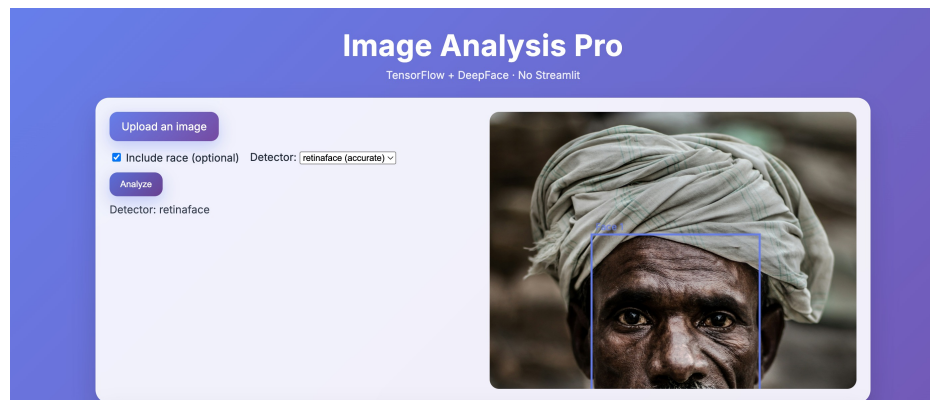 Image Analysis Pro
TensorFlow + DeepFace · No Streamlit
Upload an image
Include race (optional) Detector: retinaface (accurate)
Analyze
Detector: retinaface